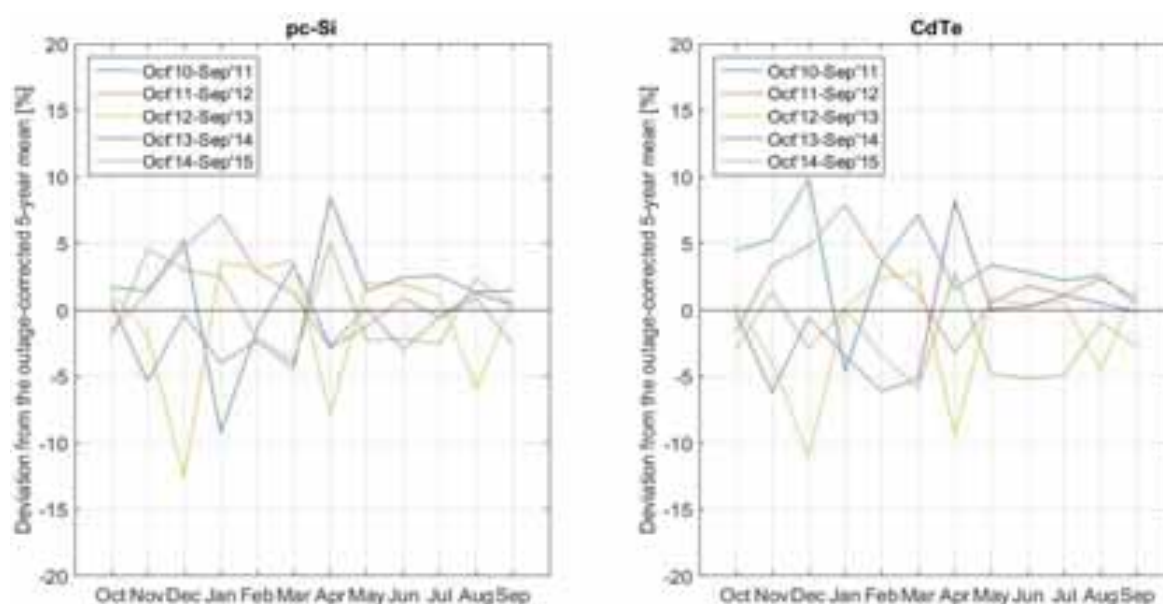 pc-Si
Deviation from the outage-corrected 5-year mean [%]
20
15
10
5
0
-5
-10
-15
-20
Oct'10-Sep'11
Oct'11-Sep'12
Oct'12-Sep'13
Oct'13-Sep'14
Oct'14-Sep'15
Oct Nov Dec Jan Feb Mar Apr May Jun Jul Aug Sep
CdTe
Deviation from the outage-corrected 5-year mean [%]
20
15
10
5
0
-5
-10
-15
-20
Oct'10-Sep'11
Oct'11-Sep'12
Oct'12-Sep'13
Oct'13-Sep'14
Oct'14-Sep'15
Oct Nov Dec Jan Feb Mar Apr May Jun Jul Aug Sep